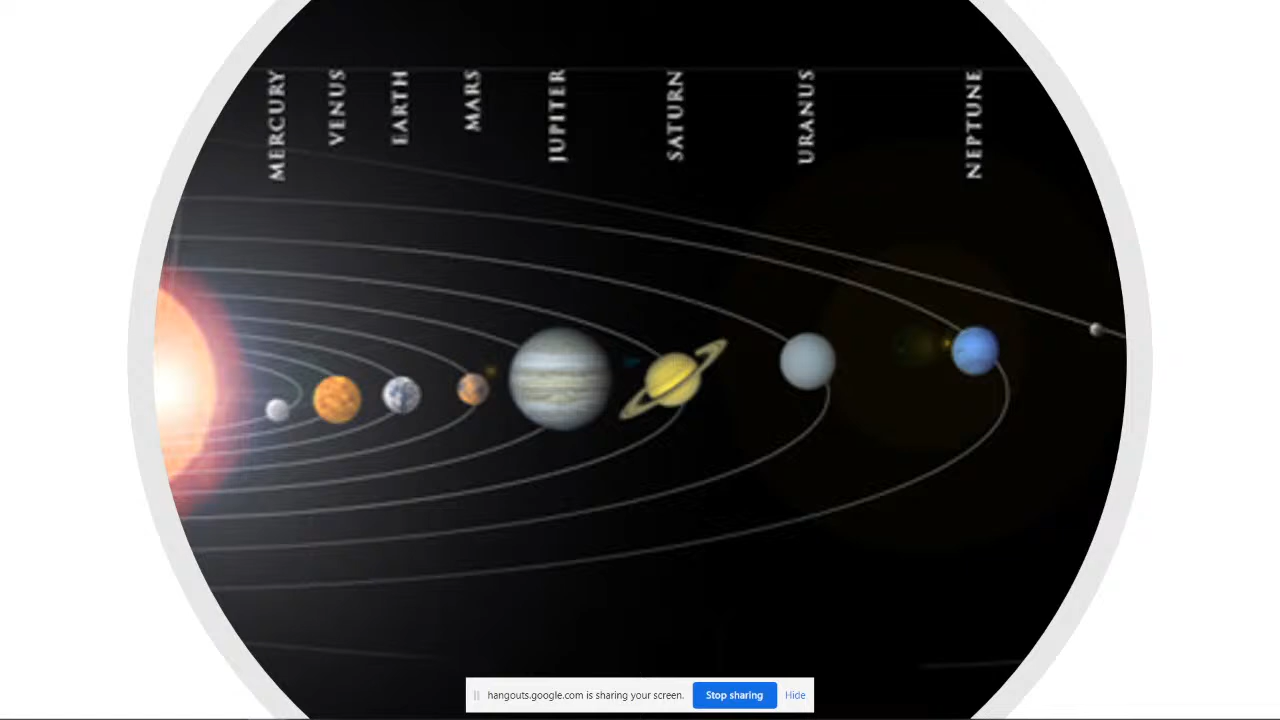 MERCURY
VENUS
EARTH
MARS
JUPITER
SATURN
URANUS
NEPTUNE
hangouts.google.com is sharing your screen. Stop sharing Hide